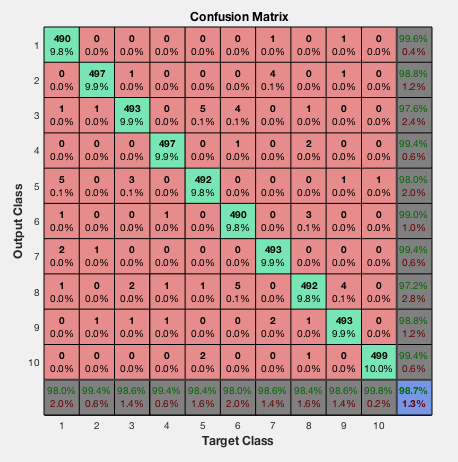 Confusion Matrix
1 490 0 0 0 0 0 1 0 1 0 99.6%
9.8% 0.0% 0.0% 0.0% 0.0% 0.0% 0.0% 0.0% 0.0% 0.0% 0.4%
2 0 497 1 0 0 0 4 0 1 0 98.8%
0.0% 9.9% 0.0% 0.0% 0.0% 0.0% 0.1% 0.0% 0.0% 0.0% 1.2%
3 1 1 493 0 5 4 0 1 0 0 97.6%
0.0% 0.0% 9.9% 0.0% 0.1% 0.1% 0.0% 0.0% 0.0% 0.0% 2.4%
4 0 0 0 497 0 1 0 2 0 0 99.4%
0.0% 0.0% 0.0% 9.9% 0.0% 0.0% 0.0% 0.0% 0.0% 0.0% 0.6%
5 5 0 3 0 492 0 0 0 1 1 98.0%
0.1% 0.0% 0.1% 0.0% 9.8% 0.0% 0.0% 0.0% 0.0% 0.0% 2.0%
6 1 0 0 1 0 490 0 3 0 0 99.0%
0.0% 0.0% 0.0% 0.0% 0.0% 9.8% 0.0% 0.1% 0.0% 0.0% 1.0%
7 2 1 0 0 0 0 493 0 0 0 99.4%
0.0% 0.0% 0.0% 0.0% 0.0% 0.0% 9.9% 0.0% 0.0% 0.0% 0.6%
8 1 0 2 1 1 5 0 492 4 0 97.2%
0.0% 0.0% 0.0% 0.0% 0.0% 0.1% 0.0% 9.8% 0.1% 0.0% 2.8%
9 0 1 1 1 0 0 2 1 493 0 98.8%
0.0% 0.0% 0.0% 0.0% 0.0% 0.0% 0.0% 0.0% 9.9% 0.0% 1.2%
10 0 0 0 0 2 0 0 1 0 499 99.4%
0.0% 0.0% 0.0% 0.0% 0.0% 0.0% 0.0% 0.0% 0.0% 10.0% 0.6%
98.0% 99.4% 98.6% 99.4% 98.4% 98.0% 98.6% 98.4% 98.6% 99.8% 98.7%
2.0% 0.6% 1.4% 0.6% 1.6% 2.0% 1.4% 1.6% 1.4% 0.2% 1.3%
1 2 3 4 5 6 7 8 9 10
Target Class
Output Class